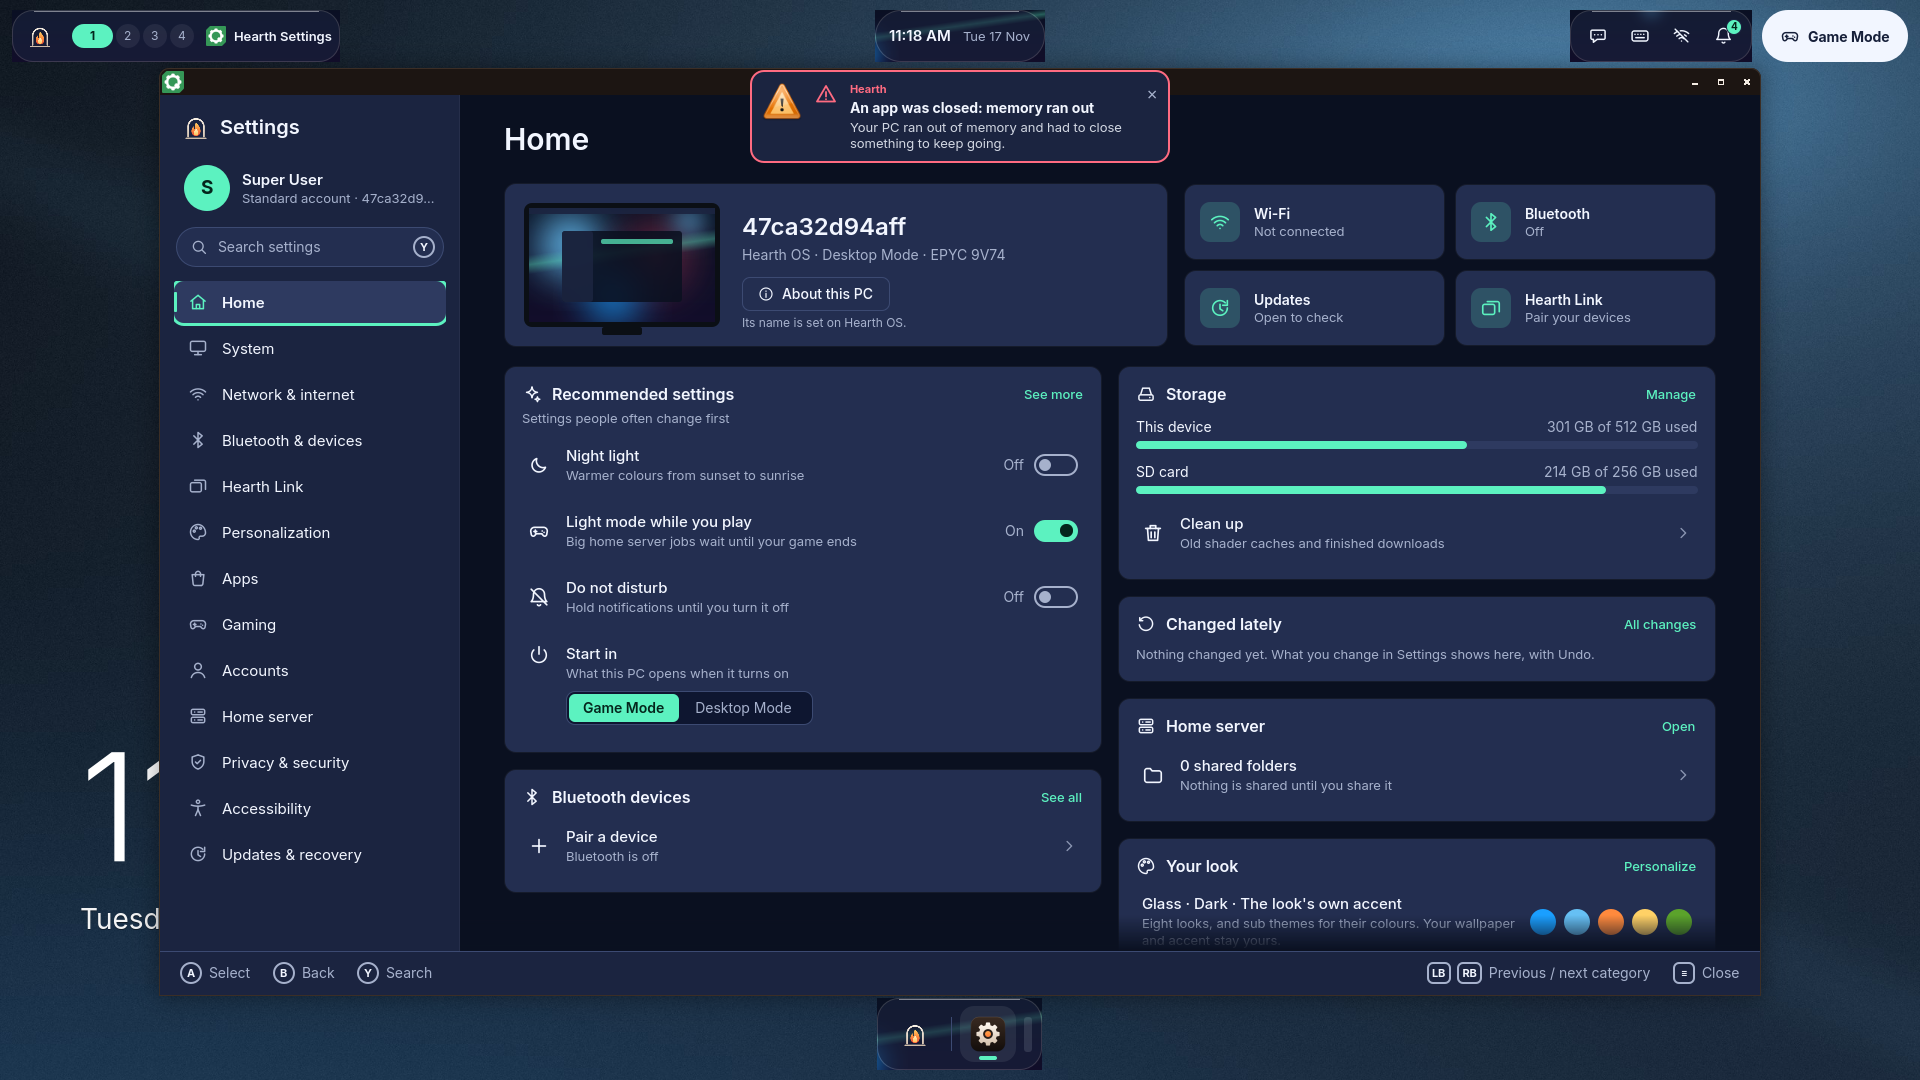 1 2 3 4 Hearth Settings
11:18 AM Tue 17 Nov
4
Game Mode
Hearth
An app was closed: memory ran out
Your PC ran out of memory and had to close
something to keep going.
Settings
S
Super User
Standard account · 47ca32d9...
Search settings Y
Home
System
Network & internet
Bluetooth & devices
Hearth Link
Personalization
Apps
Gaming
Accounts
Home server
Privacy & security
Accessibility
Updates & recovery
Home
47ca32d94aff
Hearth OS · Desktop Mode · EPYC 9V74
About this PC
Its name is set on Hearth OS.
Wi-Fi
Not connected
Bluetooth
Off
Updates
Open to check
Hearth Link
Pair your devices
Recommended settings See more
Settings people often change first
Night light
Warmer colours from sunset to sunrise
Off
Light mode while you play
Big home server jobs wait until your game ends
On
Do not disturb
Hold notifications until you turn it off
Off
Start in
What this PC opens when it turns on
Game Mode Desktop Mode
Bluetooth devices See all
Pair a device
Bluetooth is off
Storage Manage
This device 301 GB of 512 GB used
SD card 214 GB of 256 GB used
Clean up
Old shader caches and finished downloads
Changed lately All changes
Nothing changed yet. What you change in Settings shows here, with Undo.
Home server Open
0 shared folders
Nothing is shared until you share it
Your look Personalize
Glass · Dark · The look's own accent
Eight looks, and sub themes for their colours. Your wallpaper
and accent stay yours.
11
Tuesd
A Select B Back Y Search
LB RB Previous / next category ≡ Close